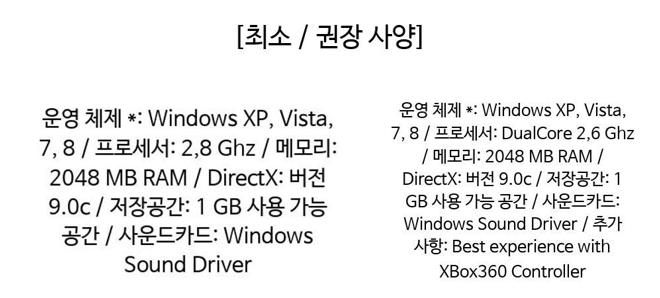 [최소 / 권장 사양]
운영 체제 *: Windows XP, Vista,
7, 8 / 프로세서: 2,8 Ghz / 메모리:
2048 MB RAM / DirectX: 버전
9.0c / 저장공간: 1 GB 사용 가능
공간 / 사운드카드: Windows
Sound Driver
운영 체제 *: Windows XP, Vista,
7, 8 / 프로세서: DualCore 2,6 Ghz
/ 메모리: 2048 MB RAM /
DirectX: 버전 9.0c / 저장공간: 1
GB 사용 가능 공간 / 사운드카드:
Windows Sound Driver / 추가
사항: Best experience with
XBox360 Controller